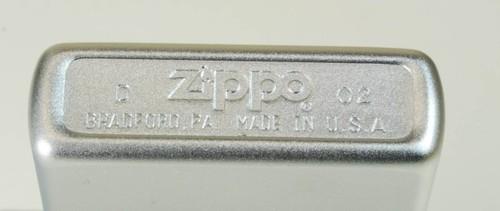 D Zippo® 02
BRADFORD, PA MADE IN U.S.A